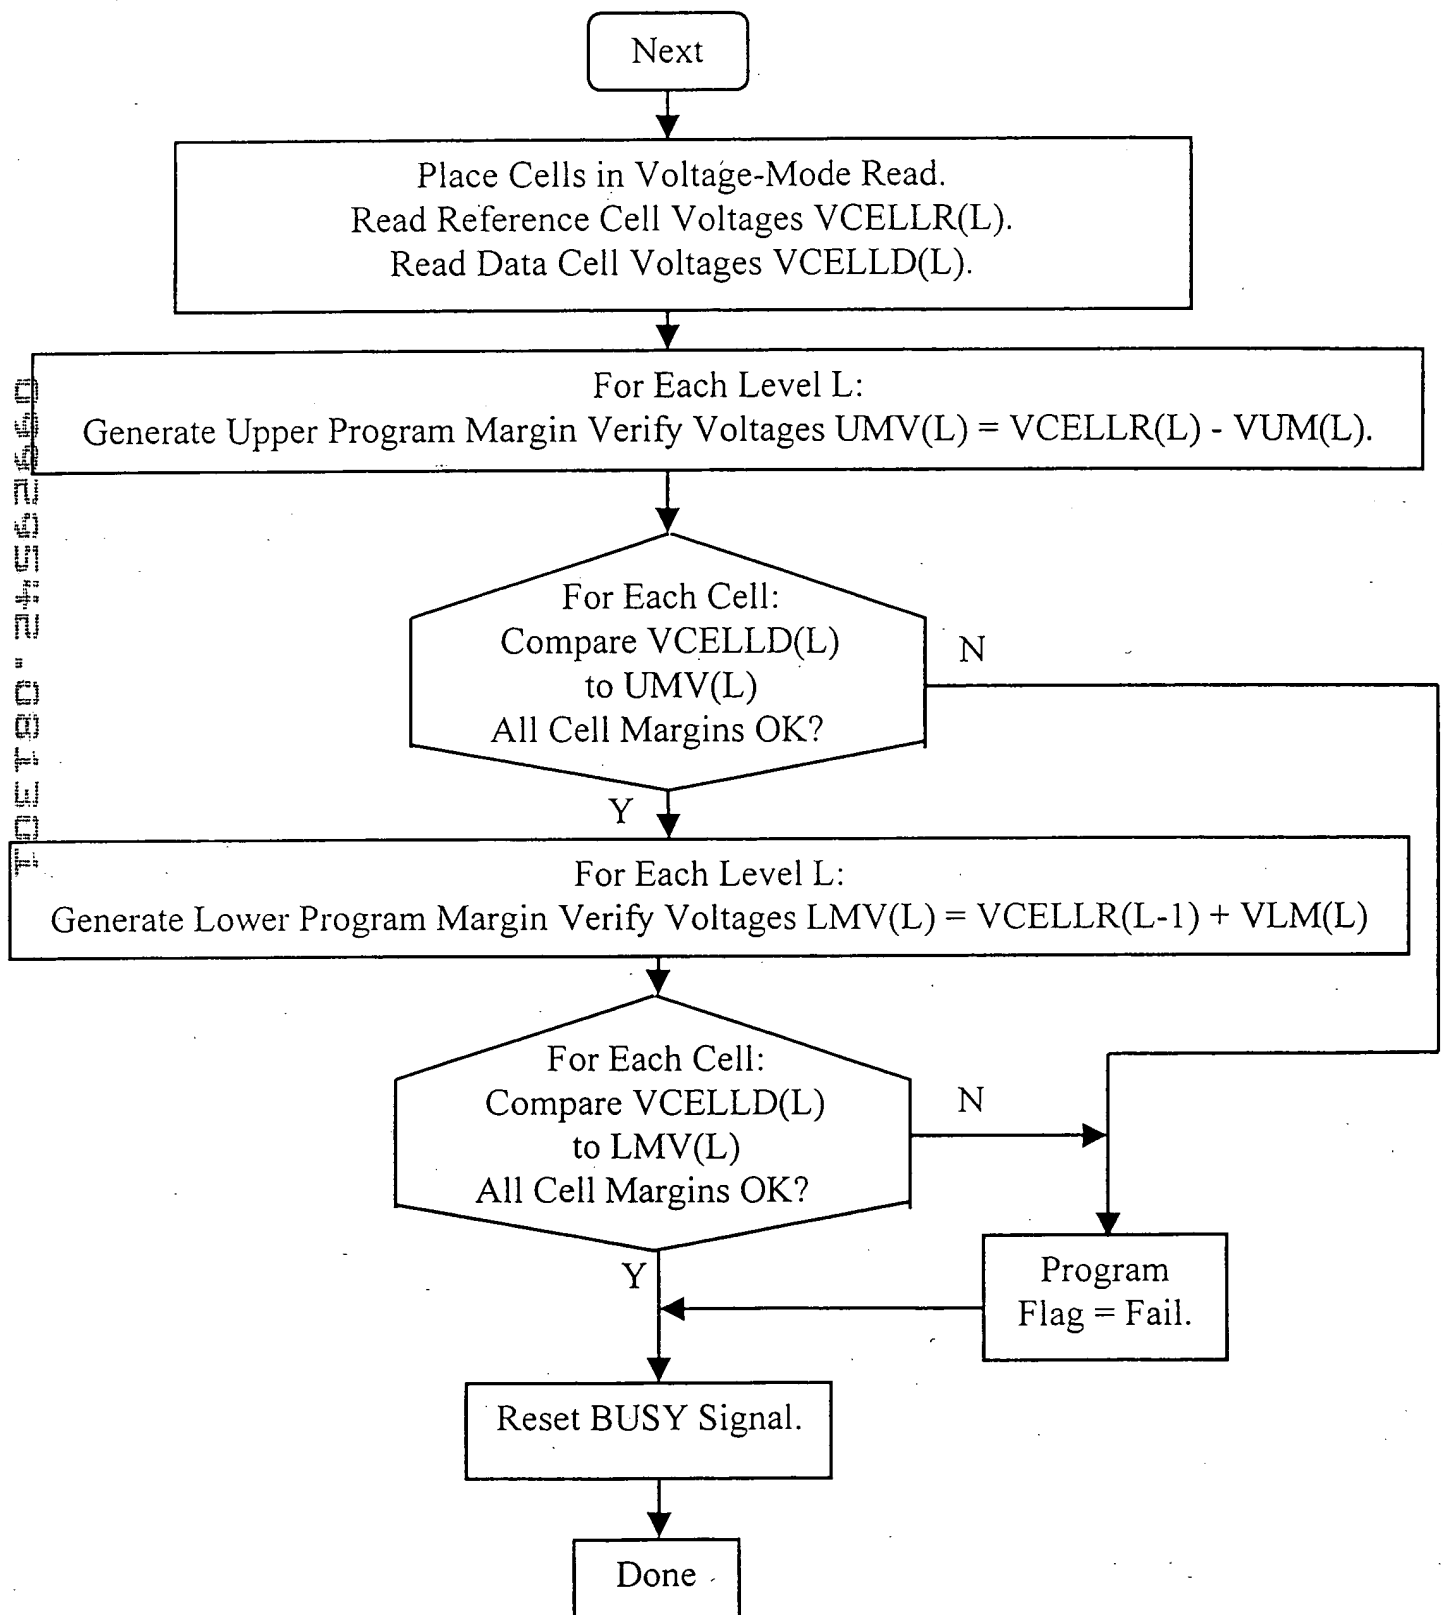 Next
Place Cells in Voltage-Mode Read.
Read Reference Cell Voltages VCELLR(L).
Read Data Cell Voltages VCELLD(L).
For Each Level L:
Generate Upper Program Margin Verify Voltages UMV(L) = VCELLR(L) - VUM(L).
For Each Cell:
Compare VCELLD(L)
to UMV(L)
All Cell Margins OK?
N
Y
For Each Level L:
Generate Lower Program Margin Verify Voltages LMV(L) = VCELLR(L-1) + VLM(L)
For Each Cell:
Compare VCELLD(L)
to LMV(L)
All Cell Margins OK?
N
Y
Program
Flag = Fail.
Reset BUSY Signal.
Done